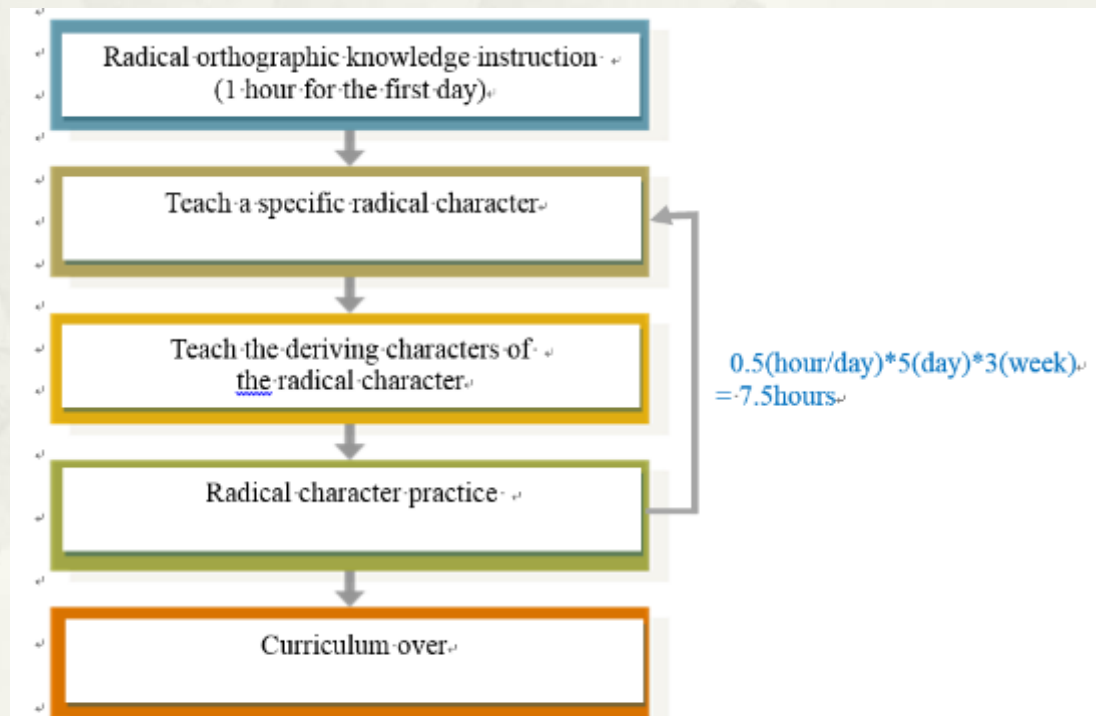 Radical orthographic knowledge instruction
(1 hour for the first day)
Teach a specific radical character
Teach the deriving characters of
the radical character
0.5(hour/day)*5(day)*3(week)
= 7.5hours
Radical character practice
Curriculum over